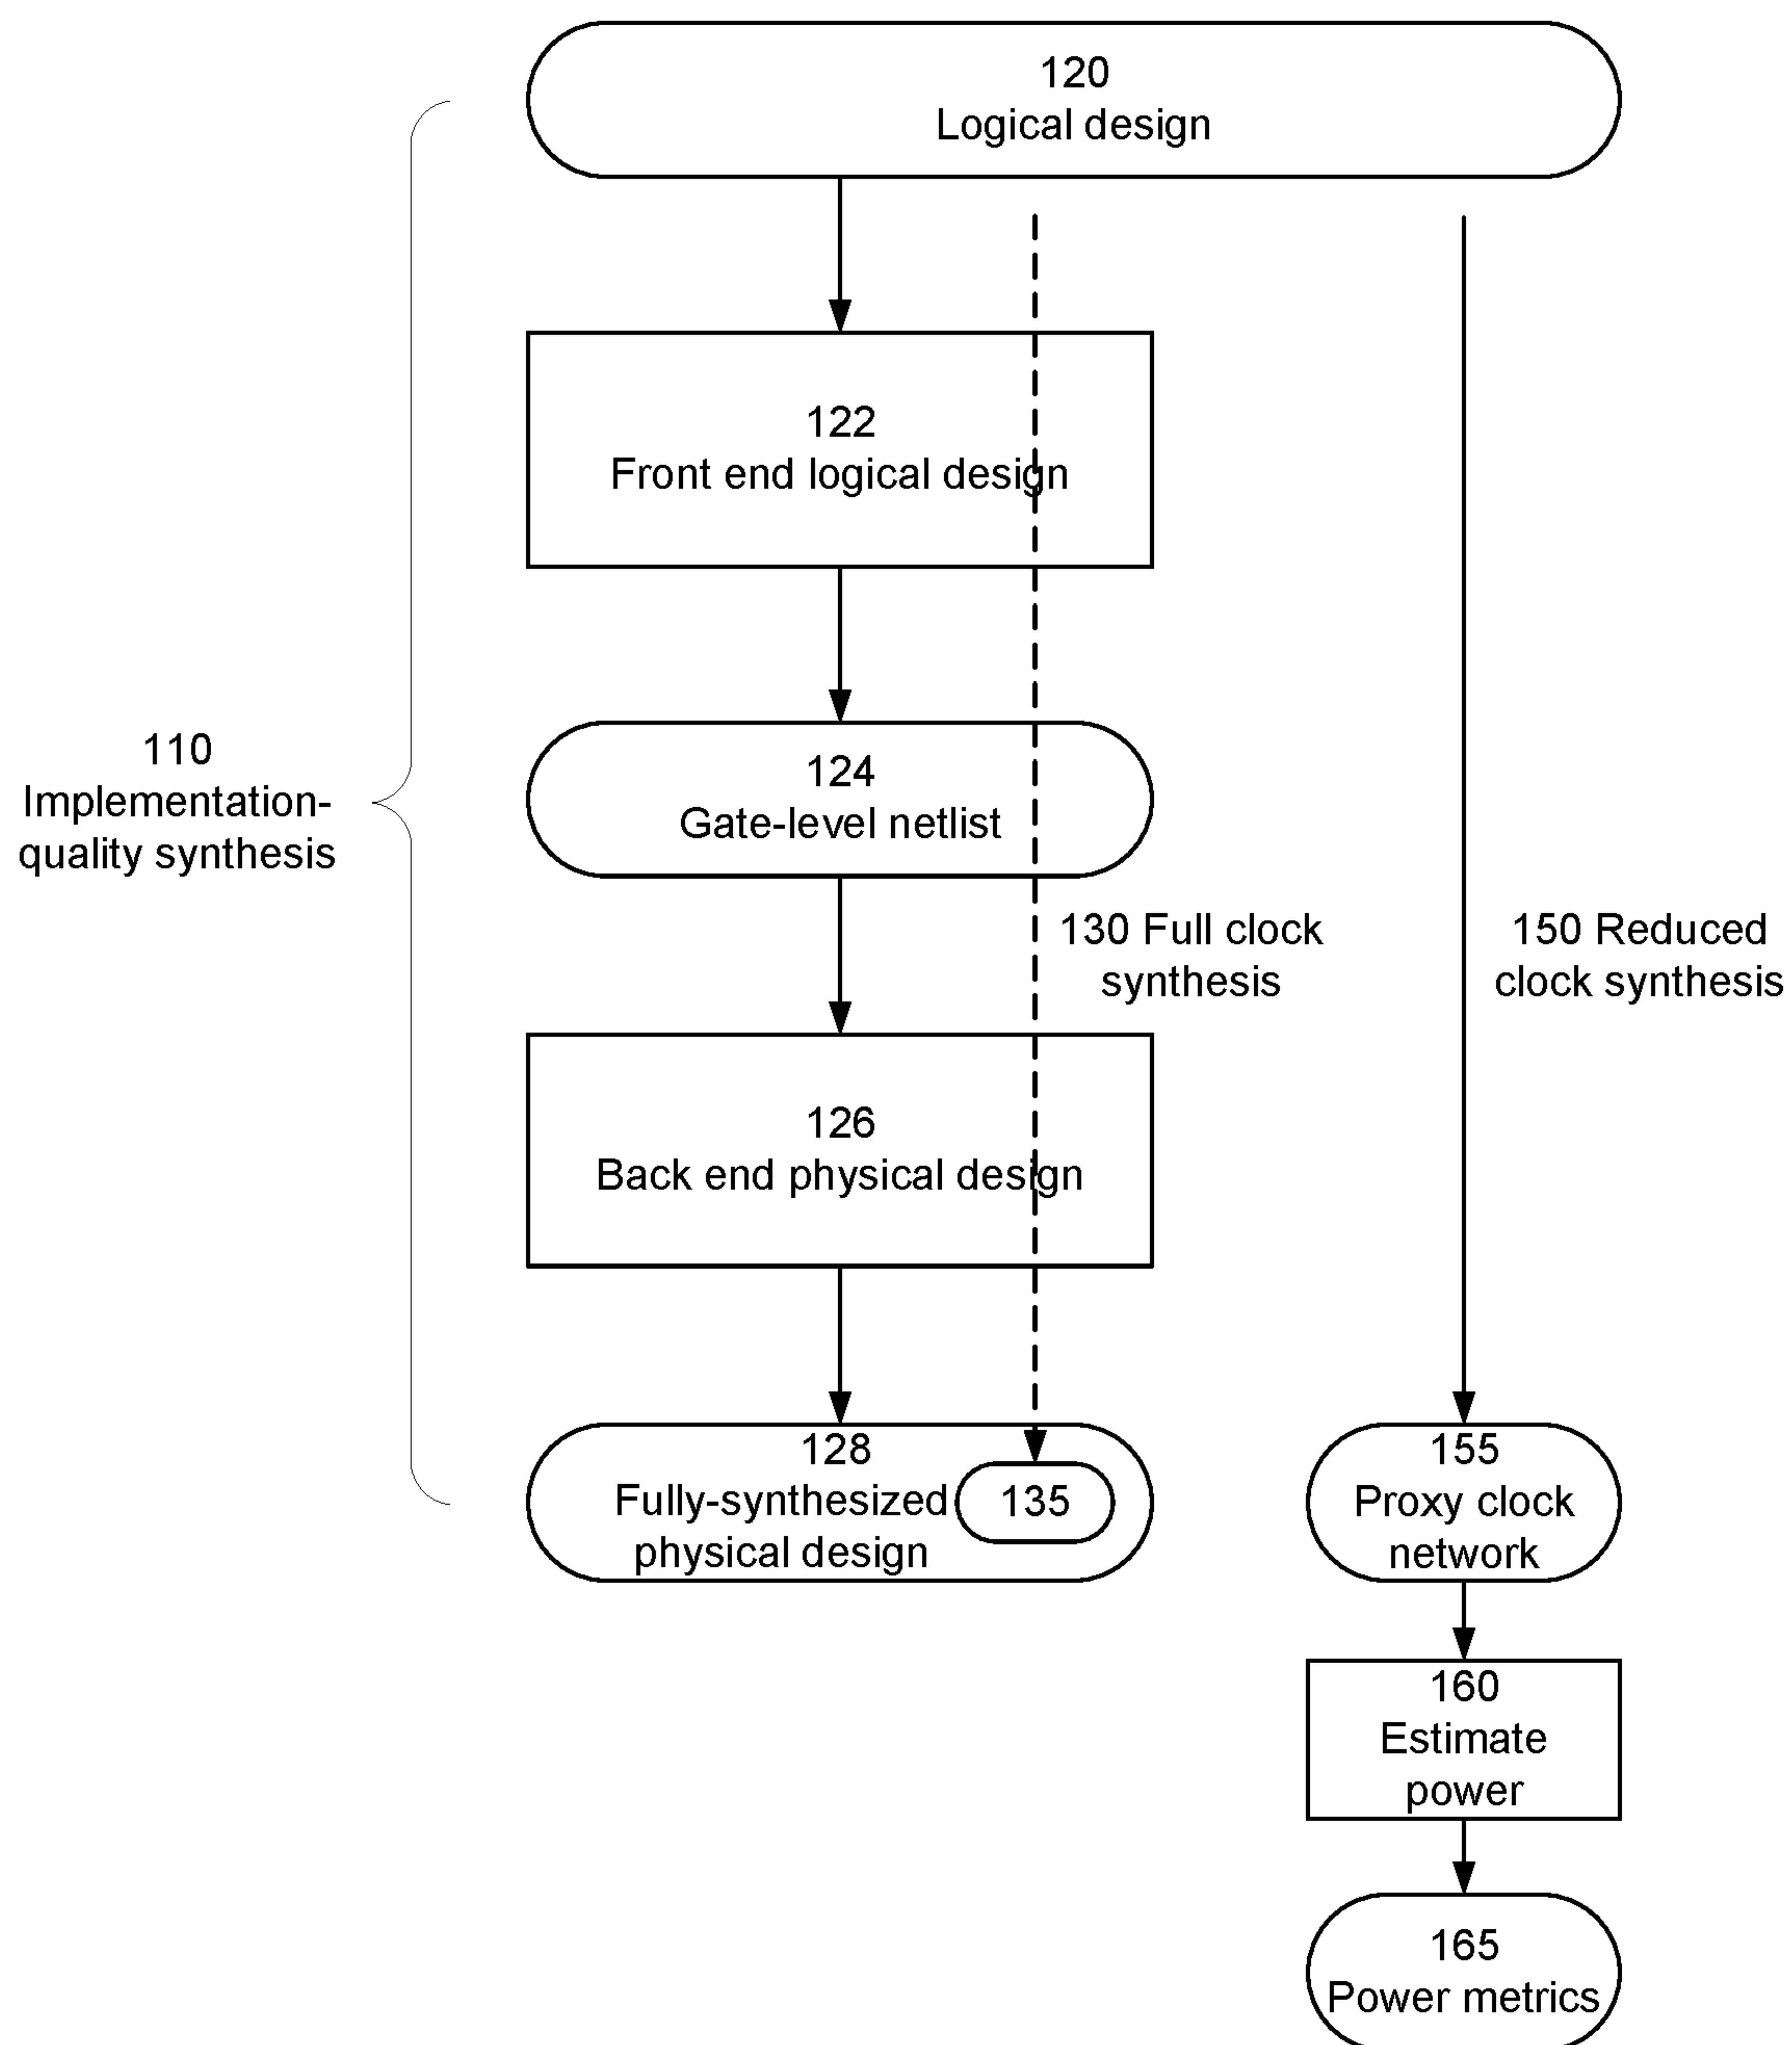 120
Logical design
122
Front end logical design
110
Implementation-
quality synthesis
124
Gate-level netlist
130 Full clock
synthesis
150 Reduced
clock synthesis
126
Back end physical design
128
Fully-synthesized
physical design
135
155
Proxy clock
network
160
Estimate
power
165
Power metrics